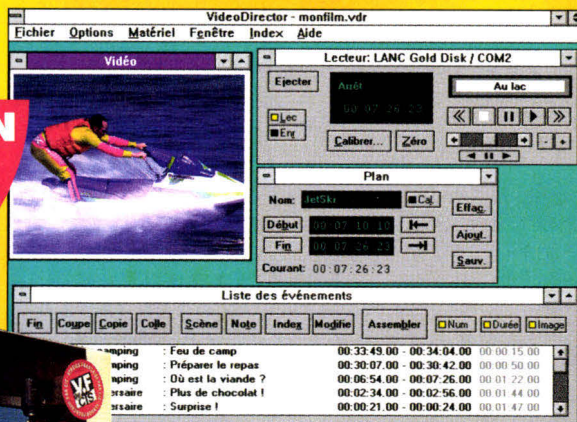 VideoDirector - monfilm.vdr
Fichier Options Matériel Fenêtre Index Aide
Vidéo
Lecteur: LANC Gold Disk / COM2
Ejecter
Arrêt
00:07:26:23
Au lac
Lec
Enr
Calibrer...
Zéro
- +
Plan
Nom: JetSki
Cal.
Effaç.
Début 00:07:10:10
Ajout.
Fin 00:07:26:23
Sauv.
Courant: 00:07:26:23
Liste des événements
Fin Coupe Copie Colle Scène Note Index Modifie Assembler Num Durée Image
amping : Feu de camp 00:33:49.00 - 00:34:04.00 00:00:15.00
mping : Préparer le repas 00:30:07.00 - 00:30:42.00 00:00:50.00
mping : Où est la viande ? 00:06:54.00 - 00:07:26.00 00:01:22.00
ersaire : Plus de chocolat ! 00:02:34.00 - 00:02:56.00 00:01:44.00
ersaire : Surprise ! 00:00:21.00 - 00:00:24.00 00:01:47.00
N